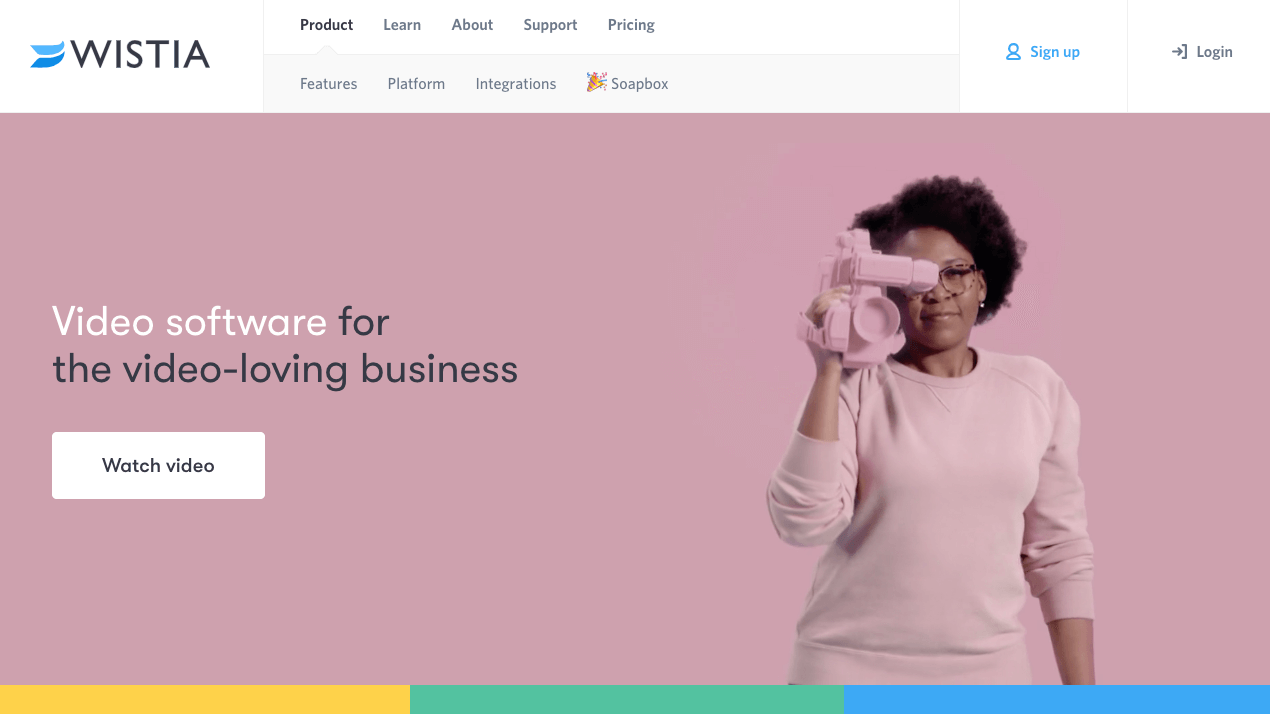 WISTIA
Product Learn About Support Pricing
Sign up
Login
Features Platform Integrations Soapbox
Video software for
the video-loving business
Watch video